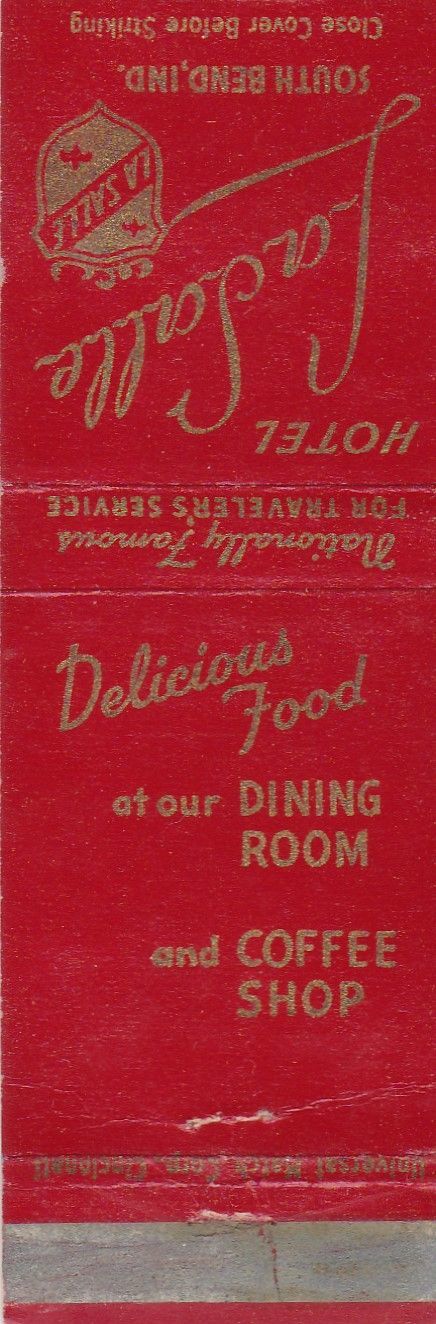 Close Cover Before Striking
SOUTH BEND, IND.
LA SALLE
La Salle
HOTEL
FOR TRAVELER'S SERVICE
Nationally Famous
Delicious
Food
at our DINING
ROOM
and COFFEE
SHOP
Universal Match Corp., Cincinnati